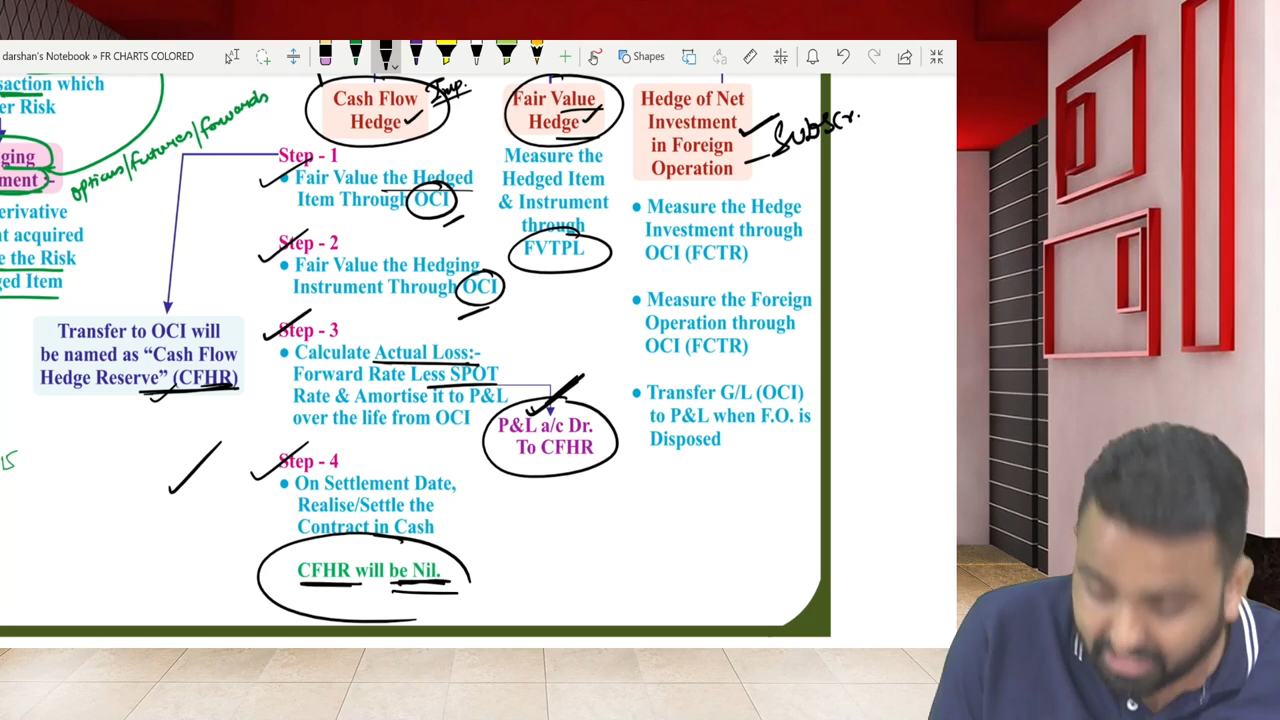 darshan's Notebook » FR CHARTS COLORED
Shapes
saction which
er Risk
ging
ment :-
options/futures/forwards
erivative
nt acquired
e the Risk
ged Item
Transfer to OCI will
be named as “Cash Flow
Hedge Reserve” (CFHR)
15
Cash Flow
Hedge
Imp.
Step - 1
● Fair Value the Hedged
Item Through OCI
Step - 2
● Fair Value the Hedging
Instrument Through OCI
Step - 3
● Calculate Actual Loss:-
Forward Rate Less SPOT
Rate & Amortise it to P&L
over the life from OCI
P&L a/c Dr.
To CFHR
Step - 4
● On Settlement Date,
Realise/Settle the
Contract in Cash
CFHR will be Nil.
Fair Value
Hedge
Measure the
Hedged Item
& Instrument
through
FVTPL
Hedge of Net
Investment
in Foreign
Operation
Subscr.
● Measure the Hedge
Investment through
OCI (FCTR)
● Measure the Foreign
Operation through
OCI (FCTR)
● Transfer G/L (OCI)
to P&L when F.O. is
Disposed